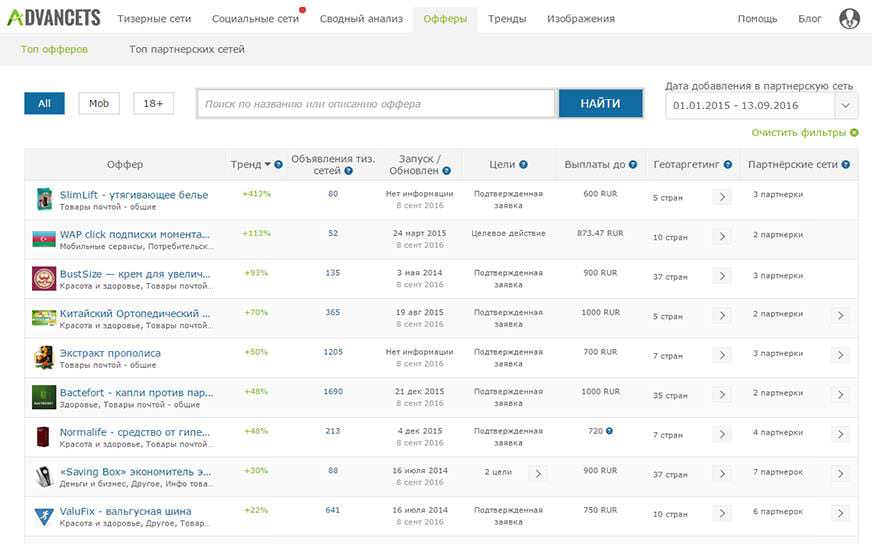 ADVANCETS Тизерные сети Социальные сети Сводный анализ Офферы Тренды Изображения Помощь Блог
Топ офферов Топ партнерских сетей
All Mob 18+ Поиск по названию или описанию оффера НАЙТИ
Дата добавления в партнерскую сеть
01.01.2015 - 13.09.2016
Очистить фильтры
Оффер Тренд Объявления тиз. сетей Запуск / Обновлен Цели Выплаты до Геотаргетинг Партнёрские сети
SlimLift - утягивающее белье +413% 80 Нет информации Подтвержденная заявка 600 RUR 5 стран 3 партнерки
Товары почтой - общие 8 сент 2016
WAP click подписки момента... +113% 52 24 март 2015 Целевое действие 873,47 RUR 10 стран 2 партнерки
Мобильные сервисы, Потребительск... 8 сент 2016
BustSize — крем для увелич... +93% 135 3 мая 2014 Подтвержденная заявка 900 RUR 37 стран 3 партнерки
Красота и здоровье, Товары почтой... 8 сент 2016
Китайский Ортопедический ... +70% 365 19 авг 2015 Подтвержденная заявка 1000 RUR 5 стран 2 партнерки
Красота и здоровье, Товары почтой... 8 сент 2016
Экстракт прополиса +50% 1205 Нет информации Подтвержденная заявка 700 RUR 7 стран 3 партнерки
Товары почтой - общие 8 сент 2016
Bactefort - капли против пар... +48% 1690 21 дек 2015 Подтвержденная заявка 1000 RUR 35 стран 2 партнерки
Здоровье, Товары почтой - общие 8 сент 2016
Normalife - средство от гипе... +48% 213 4 дек 2015 Подтвержденная заявка 720 7 стран 4 партнерки
Красота и здоровье, Товары почтой... 8 сент 2016
«Saving Box» экономитель э... +30% 88 16 июля 2014 2 цели 900 RUR 37 стран 7 партнерок
Деньги и бизнес, Другое, Инфо това... 8 сент 2016
ValuFix - вальгусная шина +22% 641 16 июля 2014 Подтвержденная заявка 750 RUR 10 стран 6 партнерок
Красота и здоровье, Другое, Товар... 8 сент 2016